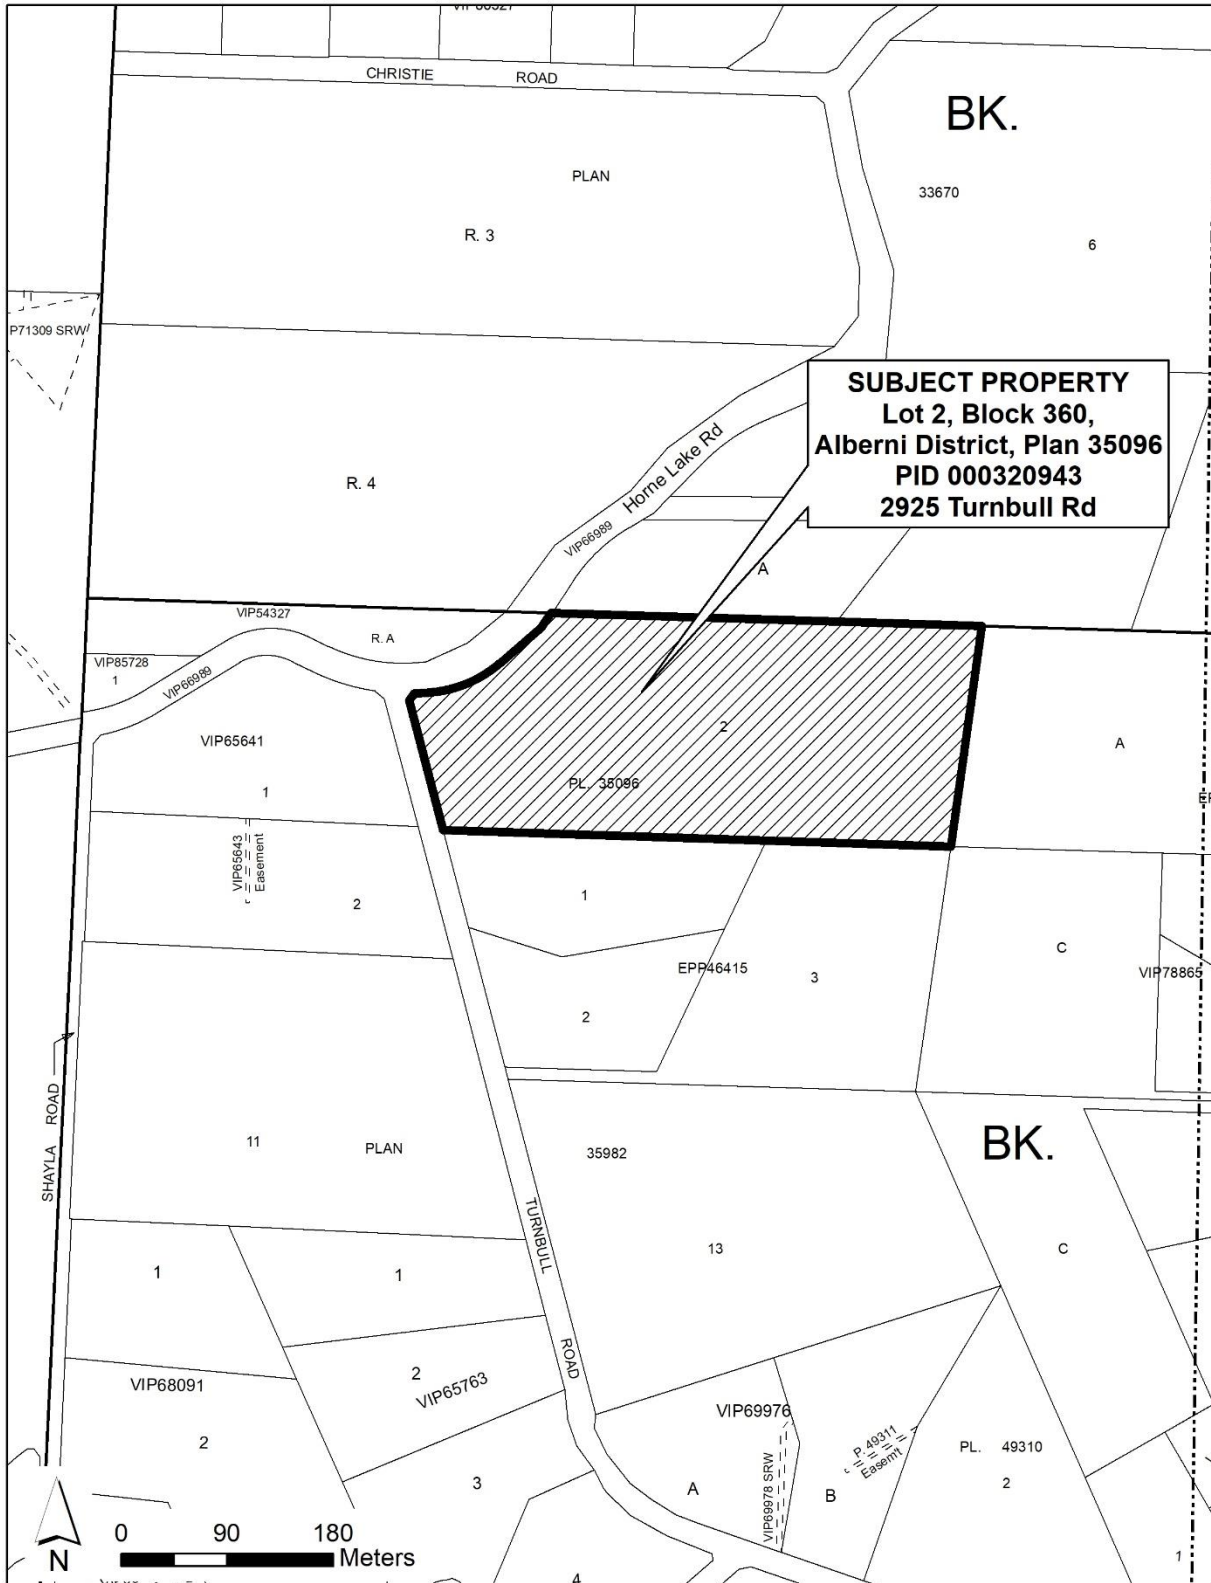 CHRISTIE ROAD
BK.
PLAN
33670
R. 3
6
P71309 SRW
SUBJECT PROPERTY
Lot 2, Block 360,
Alberni District, Plan 35096
PID 000320943
2925 Turnbull Rd
Horne Lake Rd
R. 4
VIP66989
A
VIP54327
R. A
VIP85728
1
VIP66989
2
VIP65641
A
PL. 35096
1
VIP65643
Easement
2
1
C
EPP46415
3
VIP78865
2
SHAYLA ROAD
11
PLAN
35982
BK.
TURNBULL ROAD
13
C
1
1
2
VIP65763
VIP68091
VIP69976
2
P. 49311
Easem't
PL. 49310
3
A
VIP69978 SRW
B
2
N
0 90 180
Meters
1
4